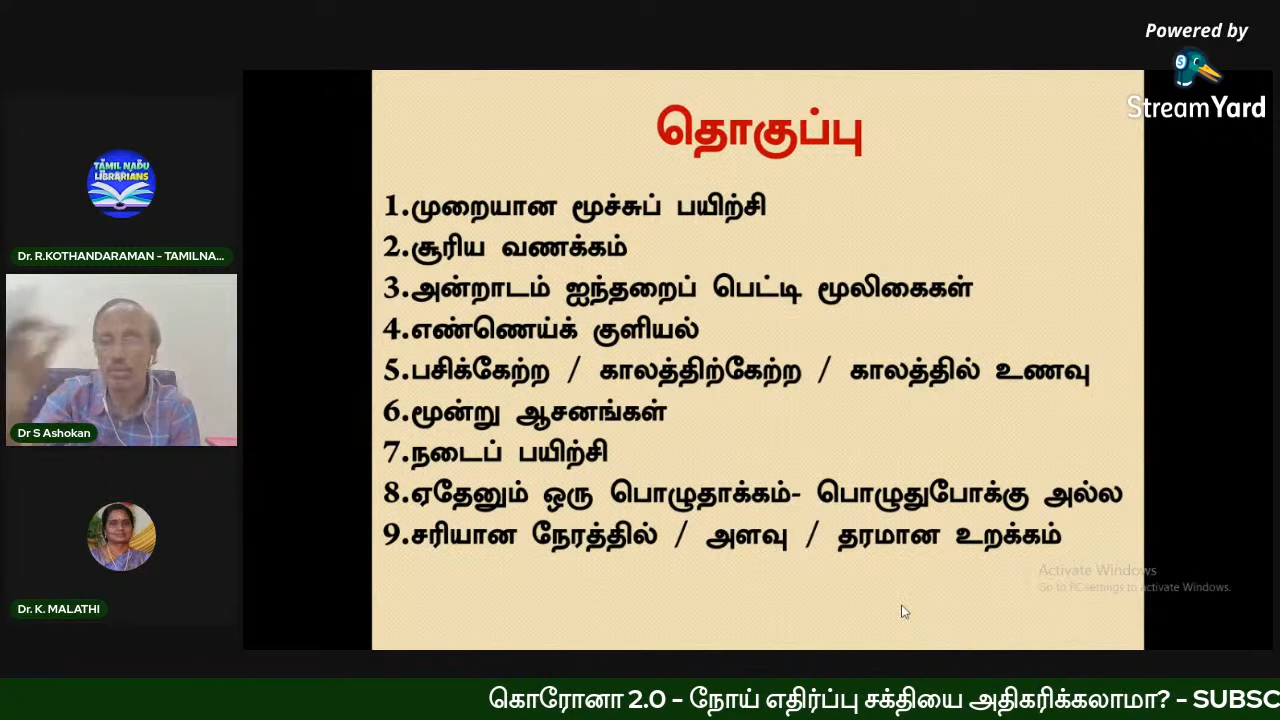 Powered by
StreamYard
தொகுப்பு
1.முறையான மூச்சுப் பயிற்சி
2.சூரிய வணக்கம்
3.அன்றாடம் ஐந்தறைப் பெட்டி மூலிகைகள்
4.எண்ணெய்க் குளியல்
5.பசிக்கேற்ற / காலத்திற்கேற்ற / காலத்தில் உணவு
6.மூன்று ஆசனங்கள்
7.நடைப் பயிற்சி
8.ஏதேனும் ஒரு பொழுதாக்கம்- பொழுதுபோக்கு அல்ல
9.சரியான நேரத்தில் / அளவு / தரமான உறக்கம்
TAMIL NADU
LIBRARIANS
Dr. R.KOTHANDARAMAN - TAMILNA...
Dr S Ashokan
Dr. K. MALATHI
Activate Windows
Go to PC settings to activate Windows.
கொரோனா 2.0 - நோய் எதிர்ப்பு சக்தியை அதிகரிக்கலாமா? - SUBSC